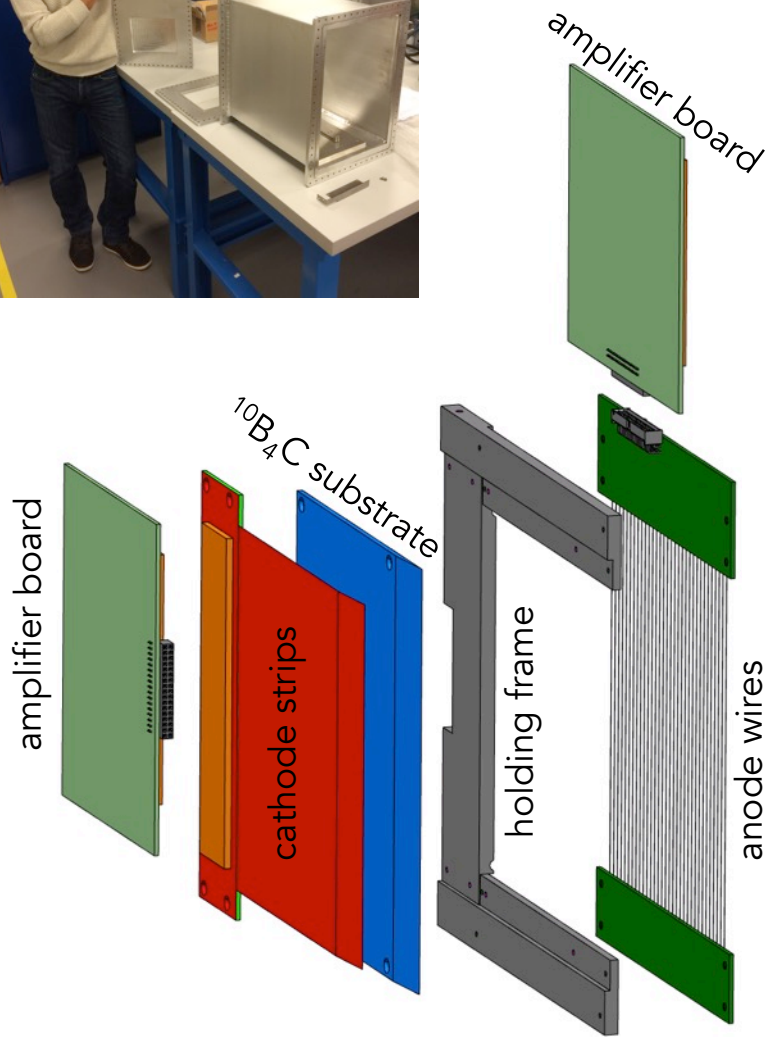 amplifier board
¹⁰B₄C substrate
amplifier board
cathode strips
holding frame
anode wires